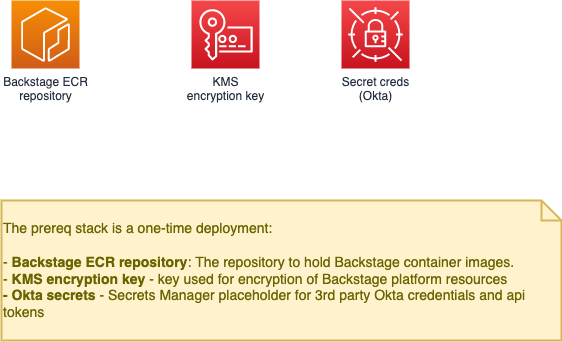 Backstage ECR
repository
KMS
encryption key
Secret creds
(Okta)
The prereq stack is a one-time deployment:
- Backstage ECR repository: The repository to hold Backstage container images.
- KMS encryption key - key used for encryption of Backstage platform resources
- Okta secrets - Secrets Manager placeholder for 3rd party Okta credentials and api
tokens